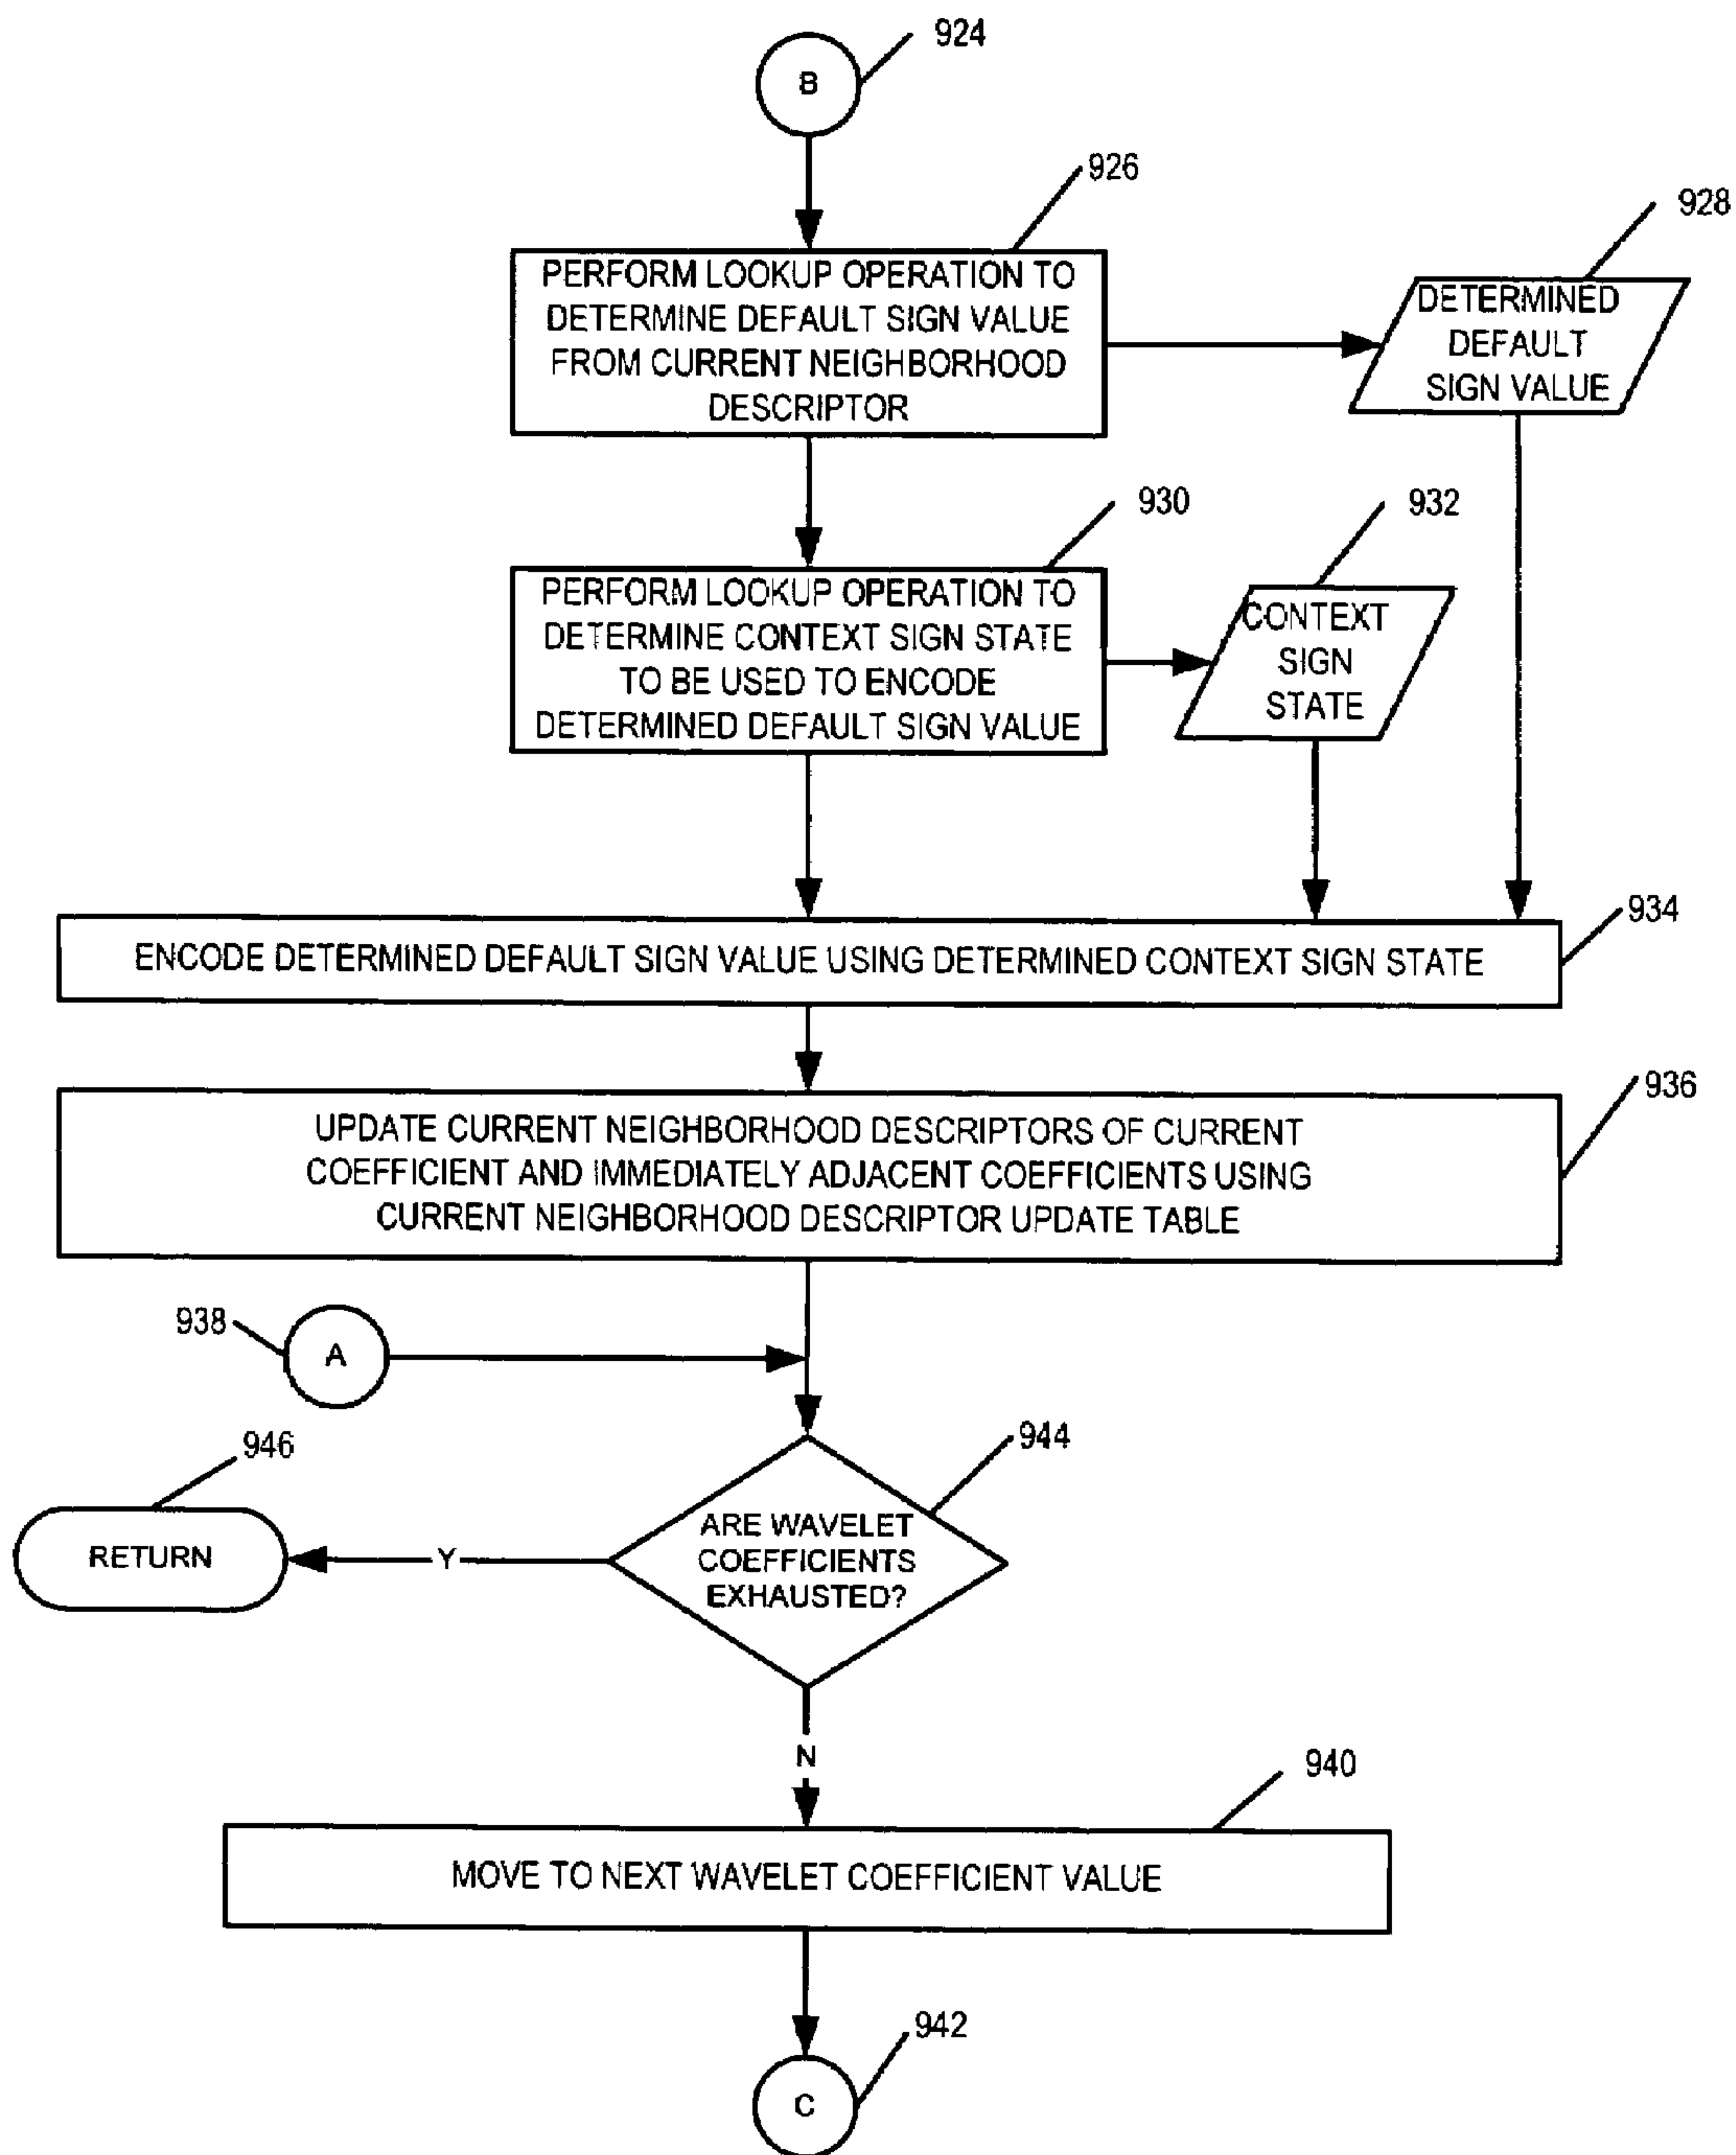 924
B
926
928
PERFORM LOOKUP OPERATION TO
DETERMINE DEFAULT SIGN VALUE
FROM CURRENT NEIGHBORHOOD
DESCRIPTOR
DETERMINED
DEFAULT
SIGN VALUE
930
932
PERFORM LOOKUP OPERATION TO
DETERMINE CONTEXT SIGN STATE
TO BE USED TO ENCODE
DETERMINED DEFAULT SIGN VALUE
CONTEXT
SIGN
STATE
934
ENCODE DETERMINED DEFAULT SIGN VALUE USING DETERMINED CONTEXT SIGN STATE
936
UPDATE CURRENT NEIGHBORHOOD DESCRIPTORS OF CURRENT
COEFFICIENT AND IMMEDIATELY ADJACENT COEFFICIENTS USING
CURRENT NEIGHBORHOOD DESCRIPTOR UPDATE TABLE
938
A
946
944
RETURN
Y
ARE WAVELET
COEFFICIENTS
EXHAUSTED?
N
940
MOVE TO NEXT WAVELET COEFFICIENT VALUE
942
C